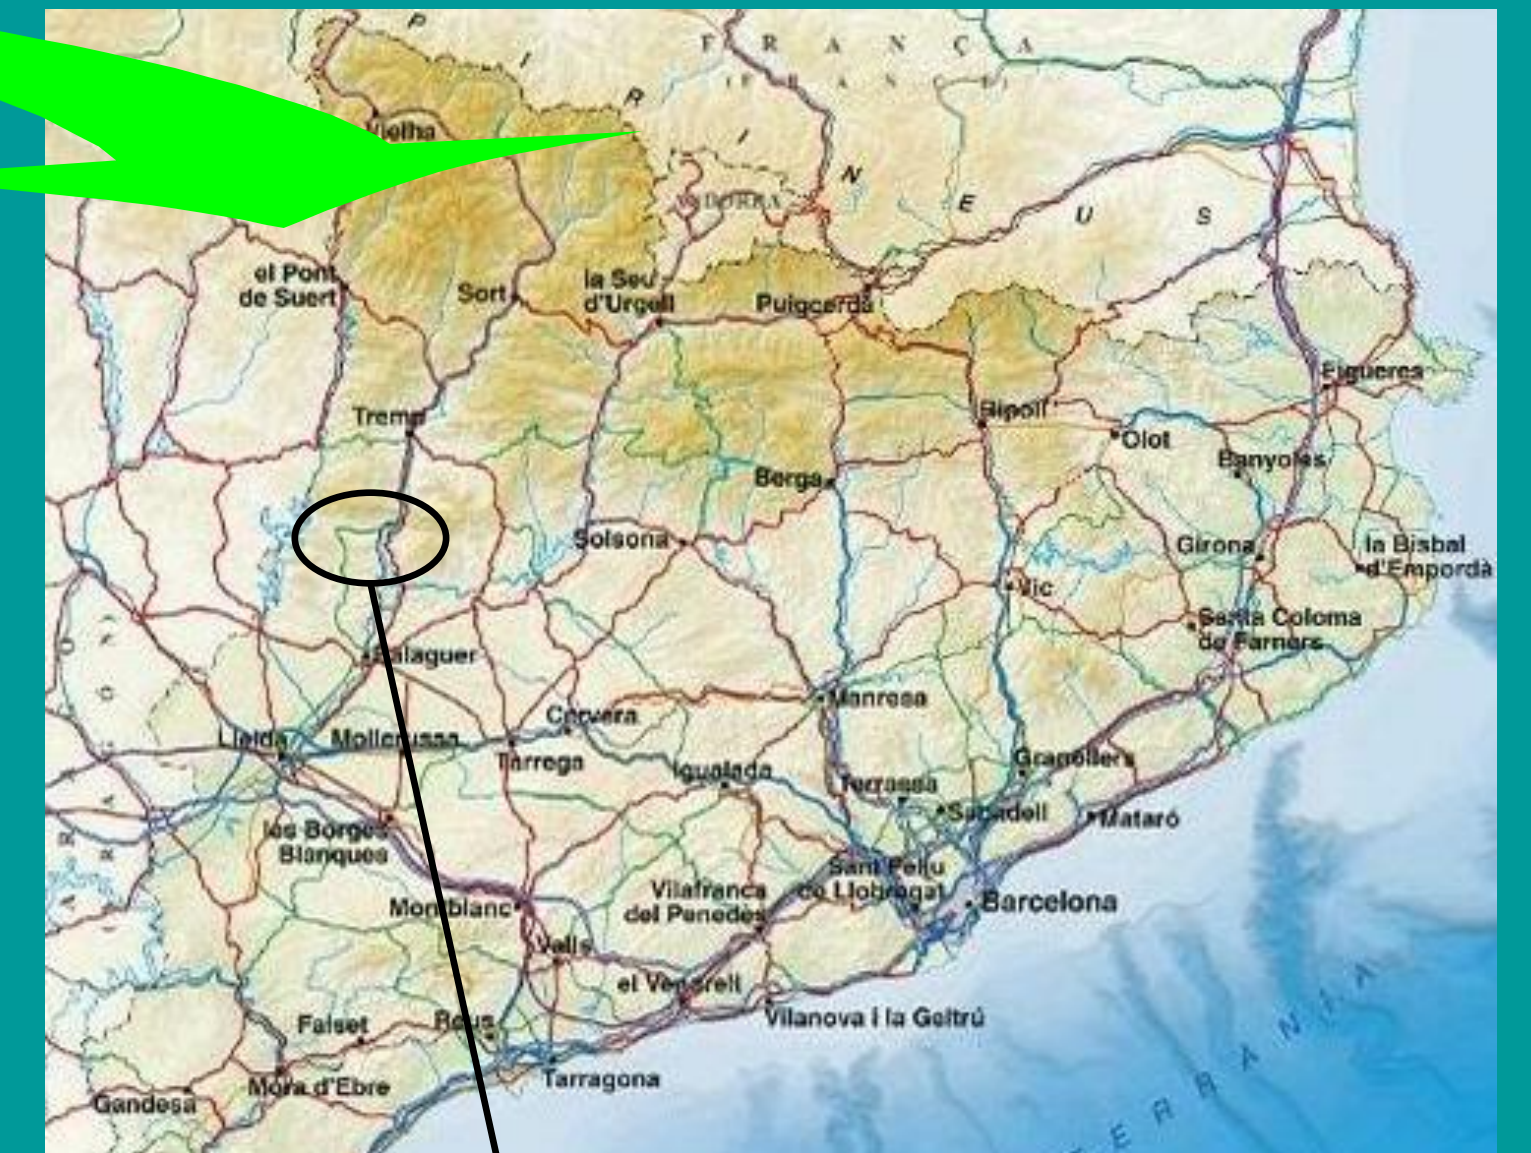 P I R I N E U S
F R A N Ç A
Vielha
ANDORRA
el Pont
de Suert
Sort
la Seu
d'Urgell
Puigcerdà
Figueres
Tremp
Ripoll
Olot
Banyoles
Berga
Solsona
Girona
la Bisbal
d'Empordà
Vic
Santa Coloma
de Farners
Balaguer
Manresa
Cervera
Lleida
Mollerussa
Tàrrega
Igualada
Granollers
Terrassa
Sabadell
Mataró
les Borges
Blanques
Sant Feliu
de Llobregat
Vilafranca
del Penedès
Barcelona
Montblanc
Valls
el Vendrell
Vilanova i la Geltrú
Falset
Reus
Móra d'Ebre
Tarragona
Gandesa